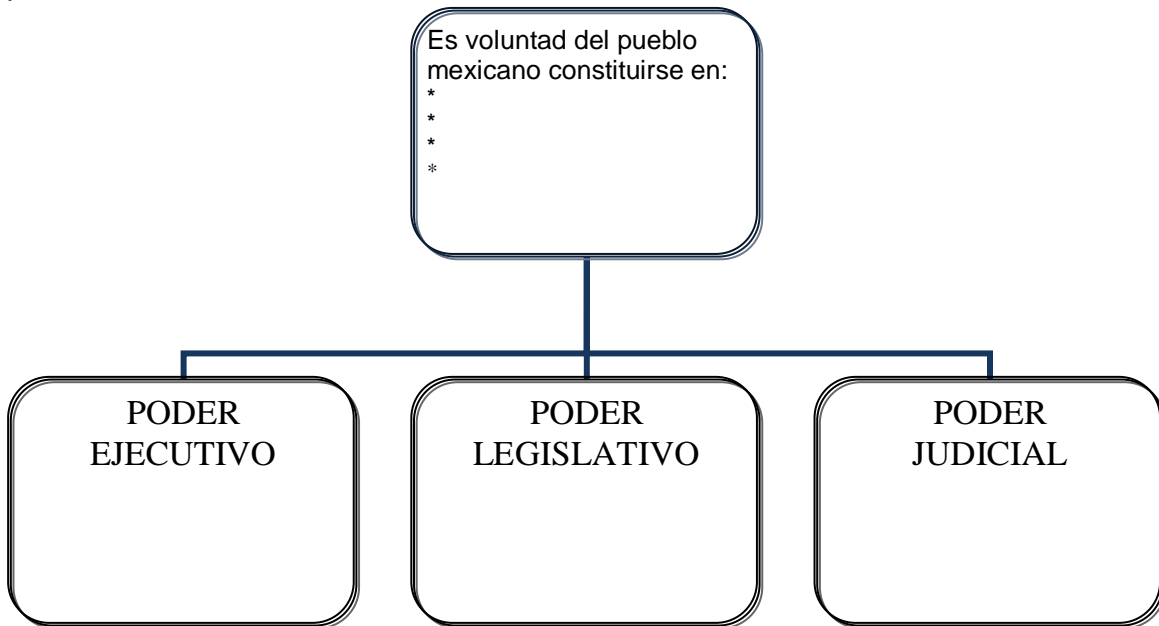 Es voluntad del pueblo
mexicano constituirse en:
*
*
*
*
PODER
EJECUTIVO
PODER
LEGISLATIVO
PODER
JUDICIAL